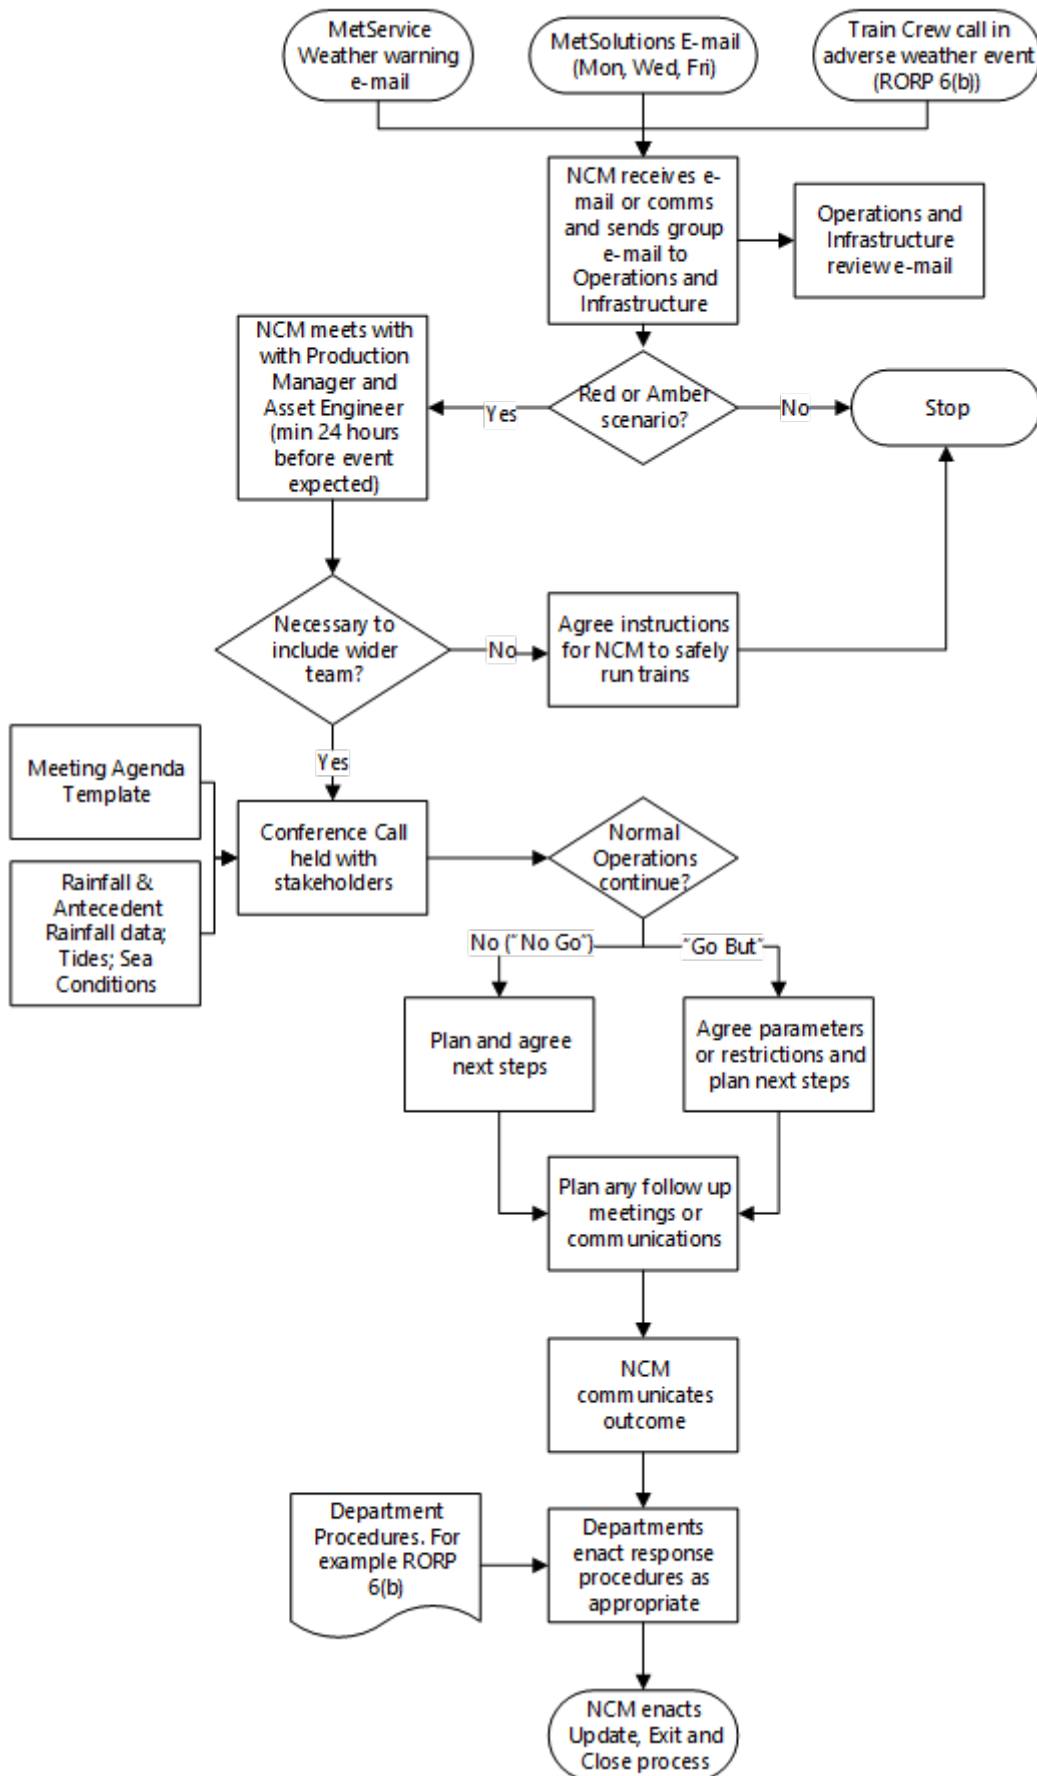 MetService
Weather warning
e-mail
MetSolutions E-mail
(Mon, Wed, Fri)
Train Crew call in
adverse weather event
(RORP 6(b))
NCM receives e-
mail or comms
and sends group
e-mail to
Operations and
Infrastructure
Operations and
Infrastructure
review e-mail
NCM meets with
with Production
Manager and
Asset Engineer
(min 24 hours
before event
expected)
Yes
Red or Amber
scenario?
No
Stop
Necessary to
include wider
team?
No
Agree instructions
for NCM to safely
run trains
Yes
Meeting Agenda
Template
Rainfall &
Antecedent
Rainfall data;
Tides; Sea
Conditions
Conference Call
held with
stakeholders
Normal
Operations
continue?
No ("No Go")
"Go But"
Plan and agree
next steps
Agree parameters
or restrictions and
plan next steps
Plan any follow up
meetings or
communications
NCM
communicates
outcome
Department
Procedures. For
example RORP
6(b)
Departments
enact response
procedures as
appropriate
NCM enacts
Update, Exit and
Close process